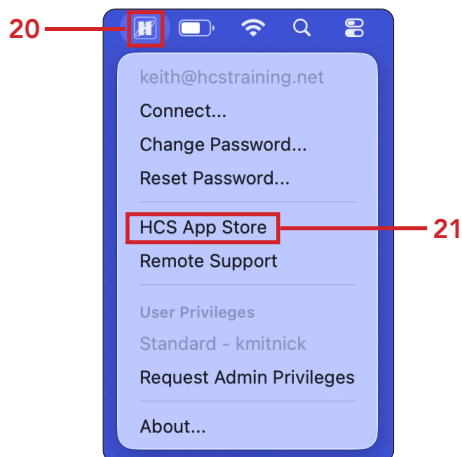 20
keith@hcstraining.net
Connect...
Change Password...
Reset Password...
HCS App Store
21
Remote Support
User Privileges
Standard - kmitnick
Request Admin Privileges
About...